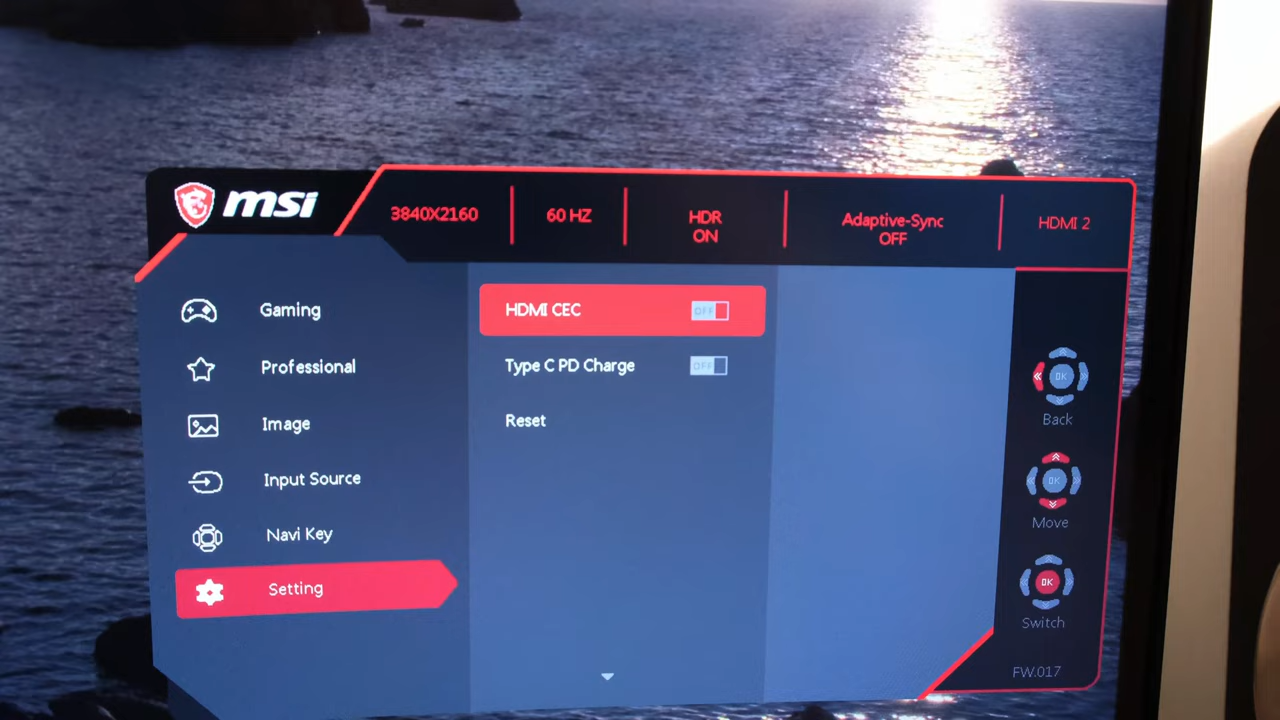 msi
3840X2160
60 HZ
HDR
ON
Adaptive-Sync
OFF
HDMI 2
Gaming
Professional
Image
Input Source
Navi Key
Setting
HDMI CEC
OFF
Type C PD Charge
OFF
Reset
OK
Back
OK
Move
OK
Switch
FW.017